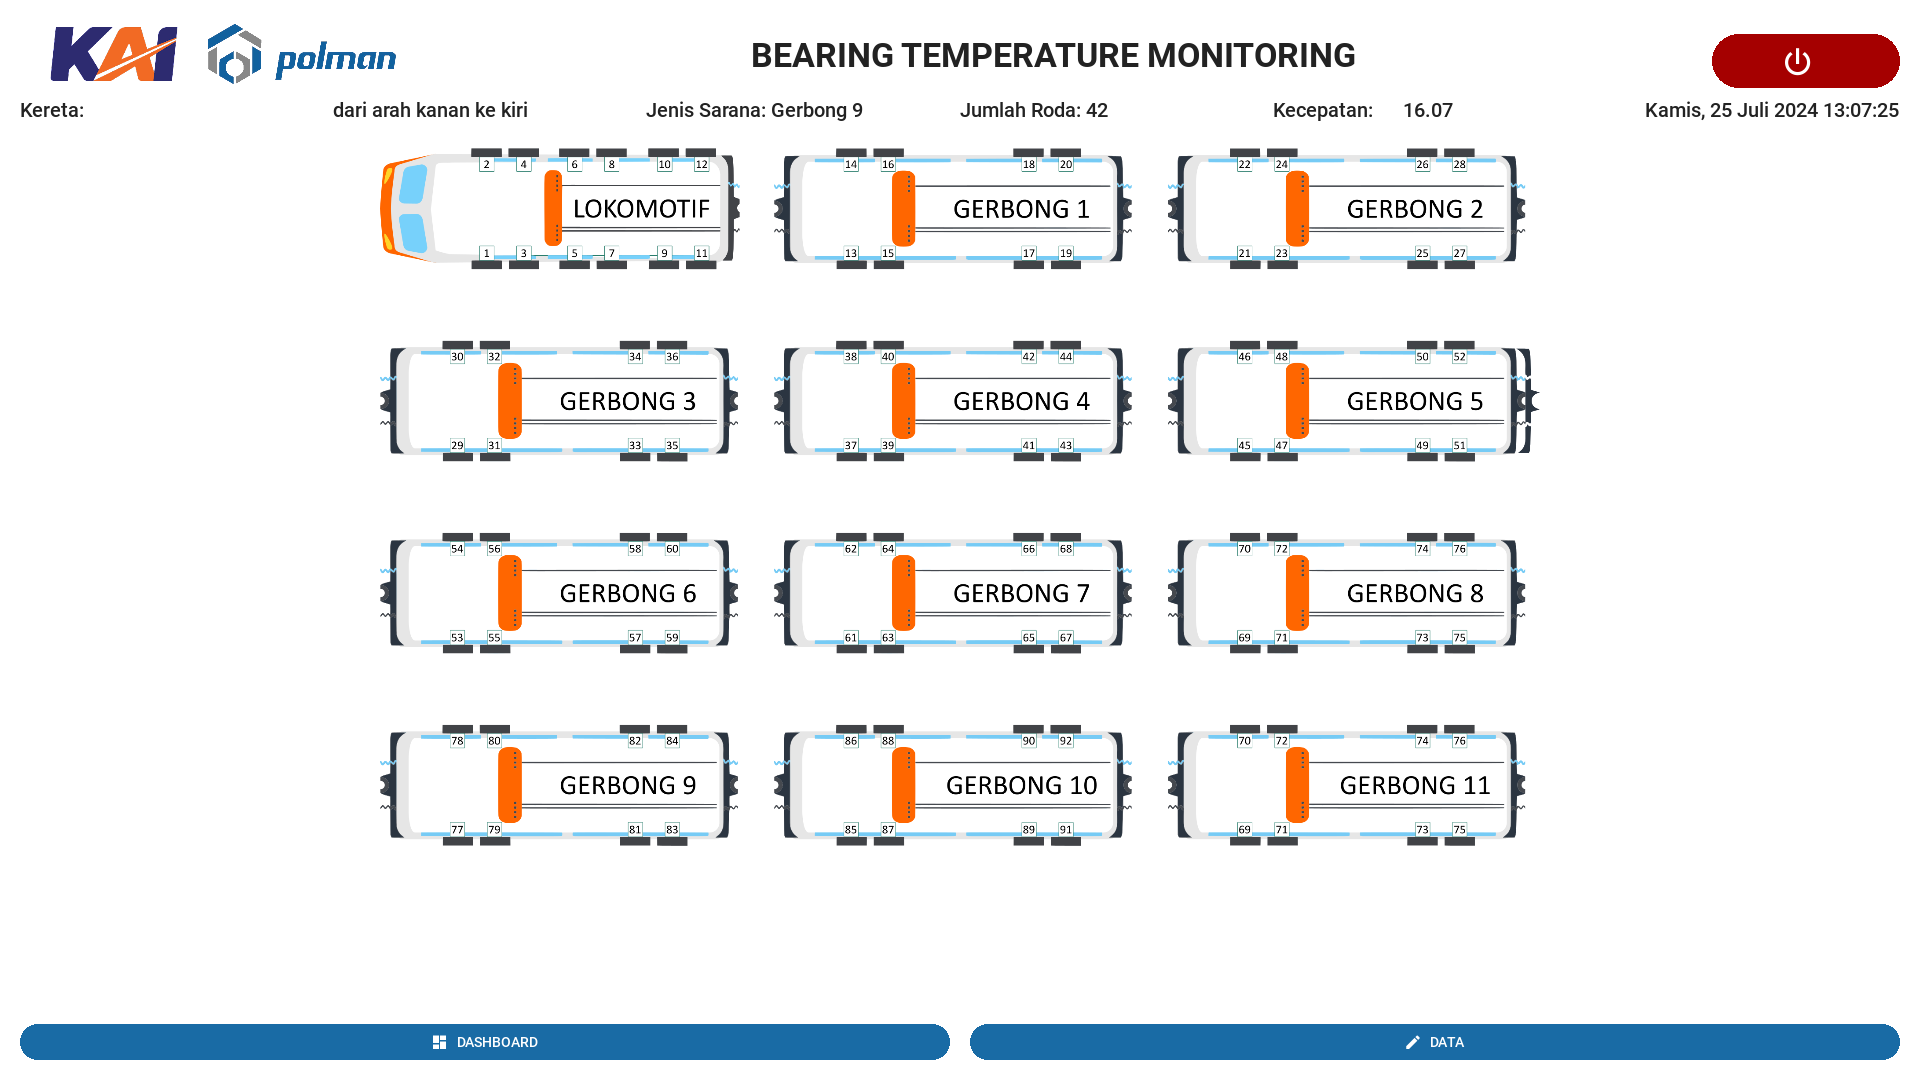 KAI polman BEARING TEMPERATURE MONITORING
Kereta: dari arah kanan ke kiri Jenis Sarana: Gerbong 9 Jumlah Roda: 42 Kecepatan: 16.07 Kamis, 25 Juli 2024 13:07:25
2 4 6 8 10 12 14 16 18 20 22 24 26 28
LOKOMOTIF GERBONG 1 GERBONG 2
1 3 5 7 9 11 13 15 17 19 21 23 25 27
30 32 34 36 38 40 42 44 46 48 50 52
GERBONG 3 GERBONG 4 GERBONG 5
29 31 33 35 37 39 41 43 45 47 49 51
54 56 58 60 62 64 66 68 70 72 74 76
GERBONG 6 GERBONG 7 GERBONG 8
53 55 57 59 61 63 65 67 69 71 73 75
78 80 82 84 86 88 90 92 70 72 74 76
GERBONG 9 GERBONG 10 GERBONG 11
77 79 81 83 85 87 89 91 69 71 73 75
DASHBOARD DATA